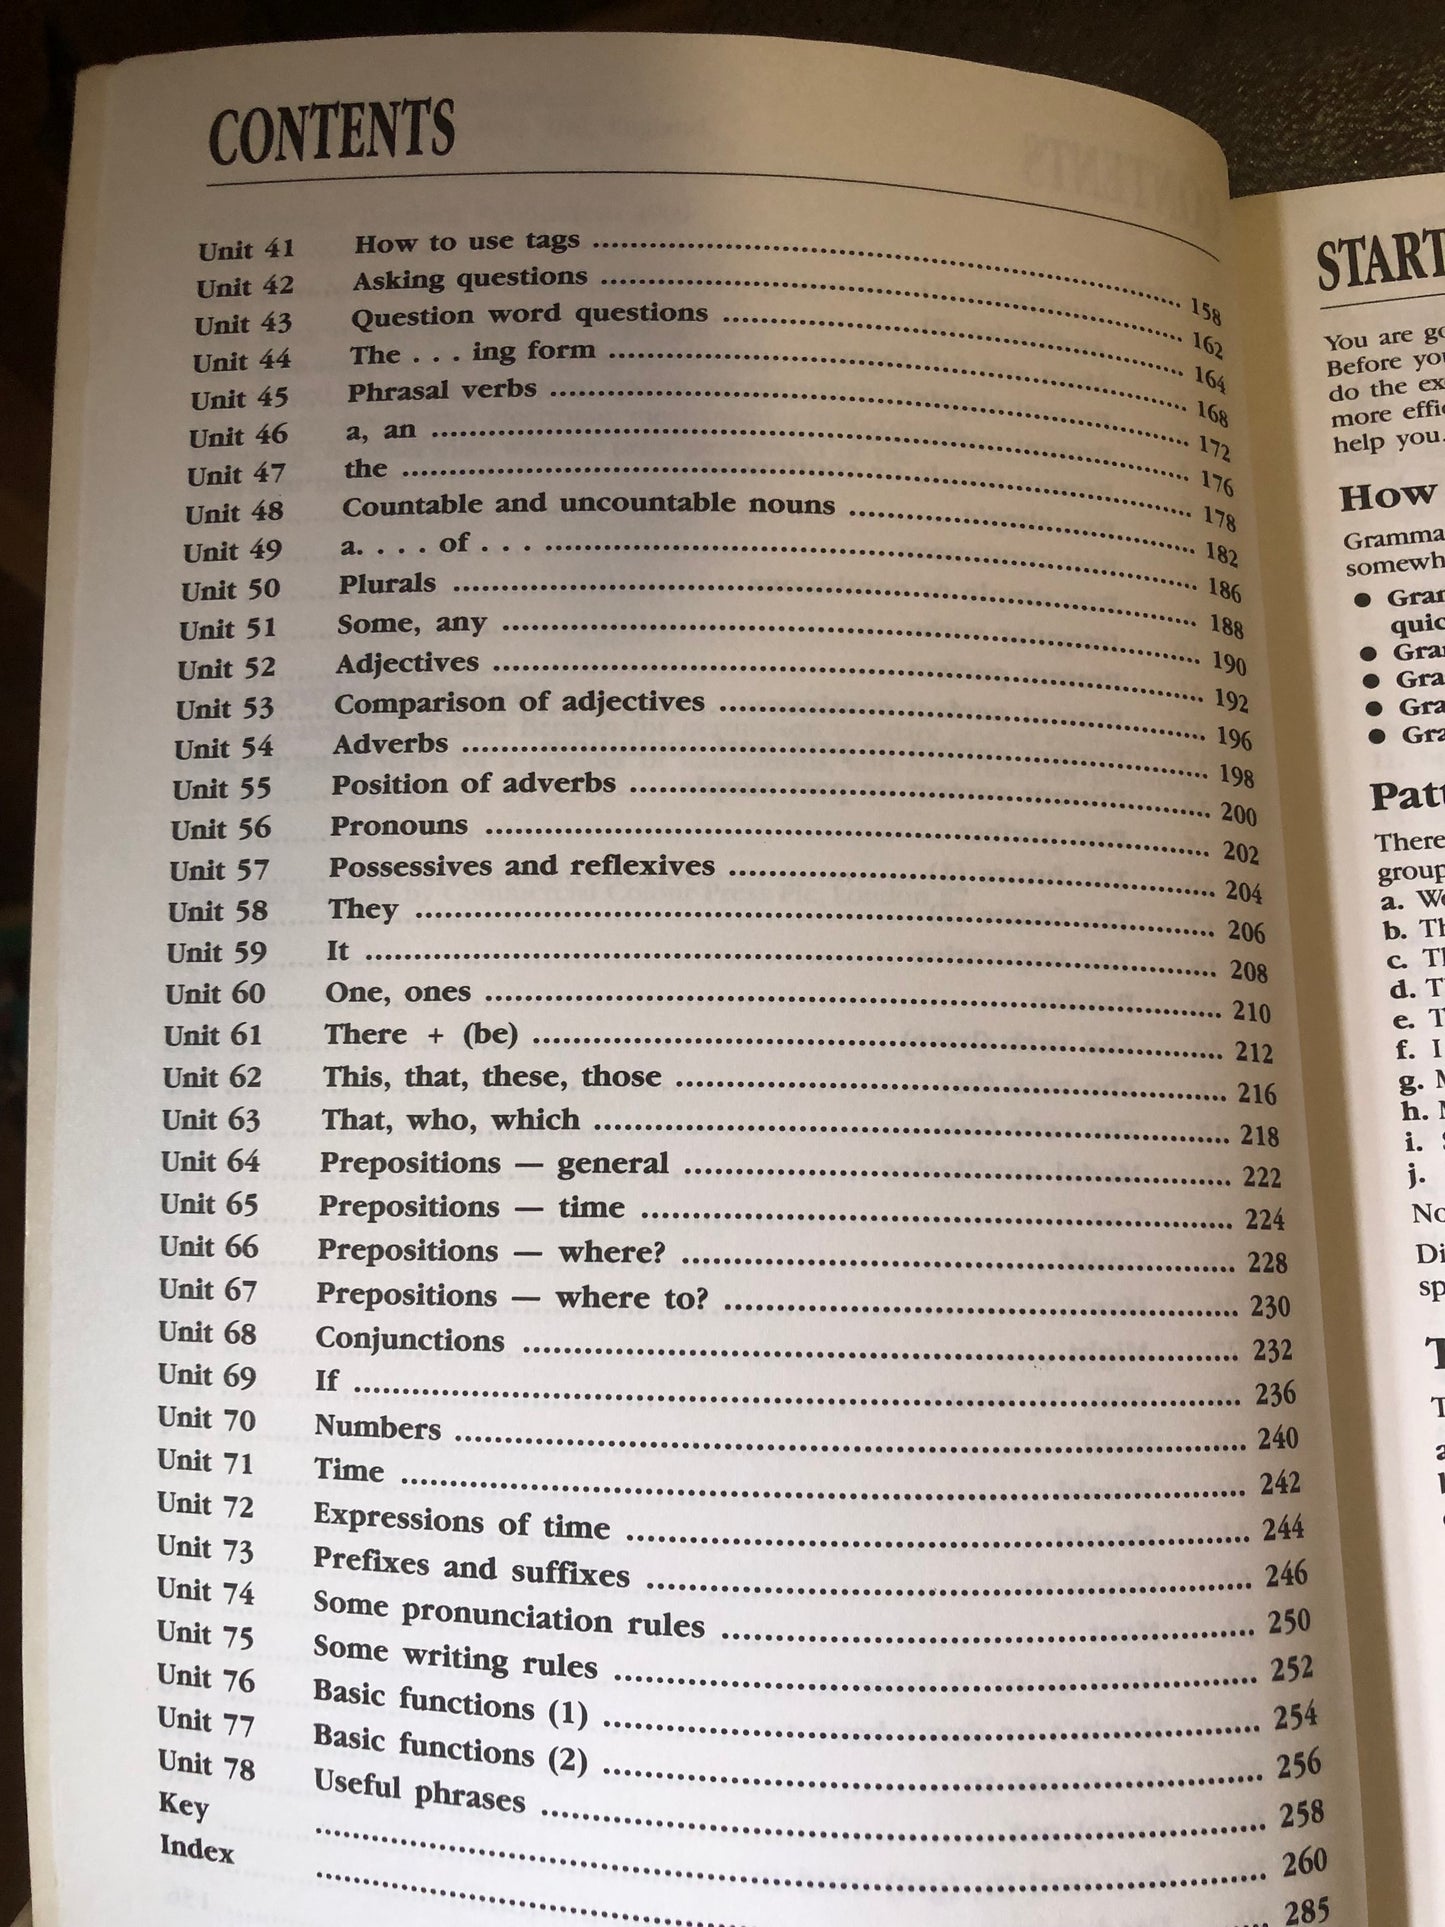 CONTENTS
Unit 41 How to use tags 158
Unit 42 Asking questions 162
Unit 43 Question word questions 164
Unit 44 The . . . ing form 168
Unit 45 Phrasal verbs 172
Unit 46 a, an 176
Unit 47 the 178
Unit 48 Countable and uncountable nouns 182
Unit 49 a. . . . of . . . 186
Unit 50 Plurals 188
Unit 51 Some, any 190
Unit 52 Adjectives 192
Unit 53 Comparison of adjectives 196
Unit 54 Adverbs 198
Unit 55 Position of adverbs 200
Unit 56 Pronouns 202
Unit 57 Possessives and reflexives 204
Unit 58 They 206
Unit 59 It 208
Unit 60 One, ones 210
Unit 61 There + (be) 212
Unit 62 This, that, these, those 216
Unit 63 That, who, which 218
Unit 64 Prepositions — general 222
Unit 65 Prepositions — time 224
Unit 66 Prepositions — where? 228
Unit 67 Prepositions — where to? 230
Unit 68 Conjunctions 232
Unit 69 If 236
Unit 70 Numbers 240
Unit 71 Time 242
Unit 72 Expressions of time 244
Unit 73 Prefixes and suffixes 246
Unit 74 Some pronunciation rules 250
Unit 75 Some writing rules 252
Unit 76 Basic functions (1) 254
Unit 77 Basic functions (2) 256
Unit 78 Useful phrases 258
Key 260
Index 285
START
You are
Before
do the
more
help you.
How
● 
quic
● 
● 
● 
● 
There
group
a.
b.
c.
d.
e.
f. I
g.
h.
i.
j.